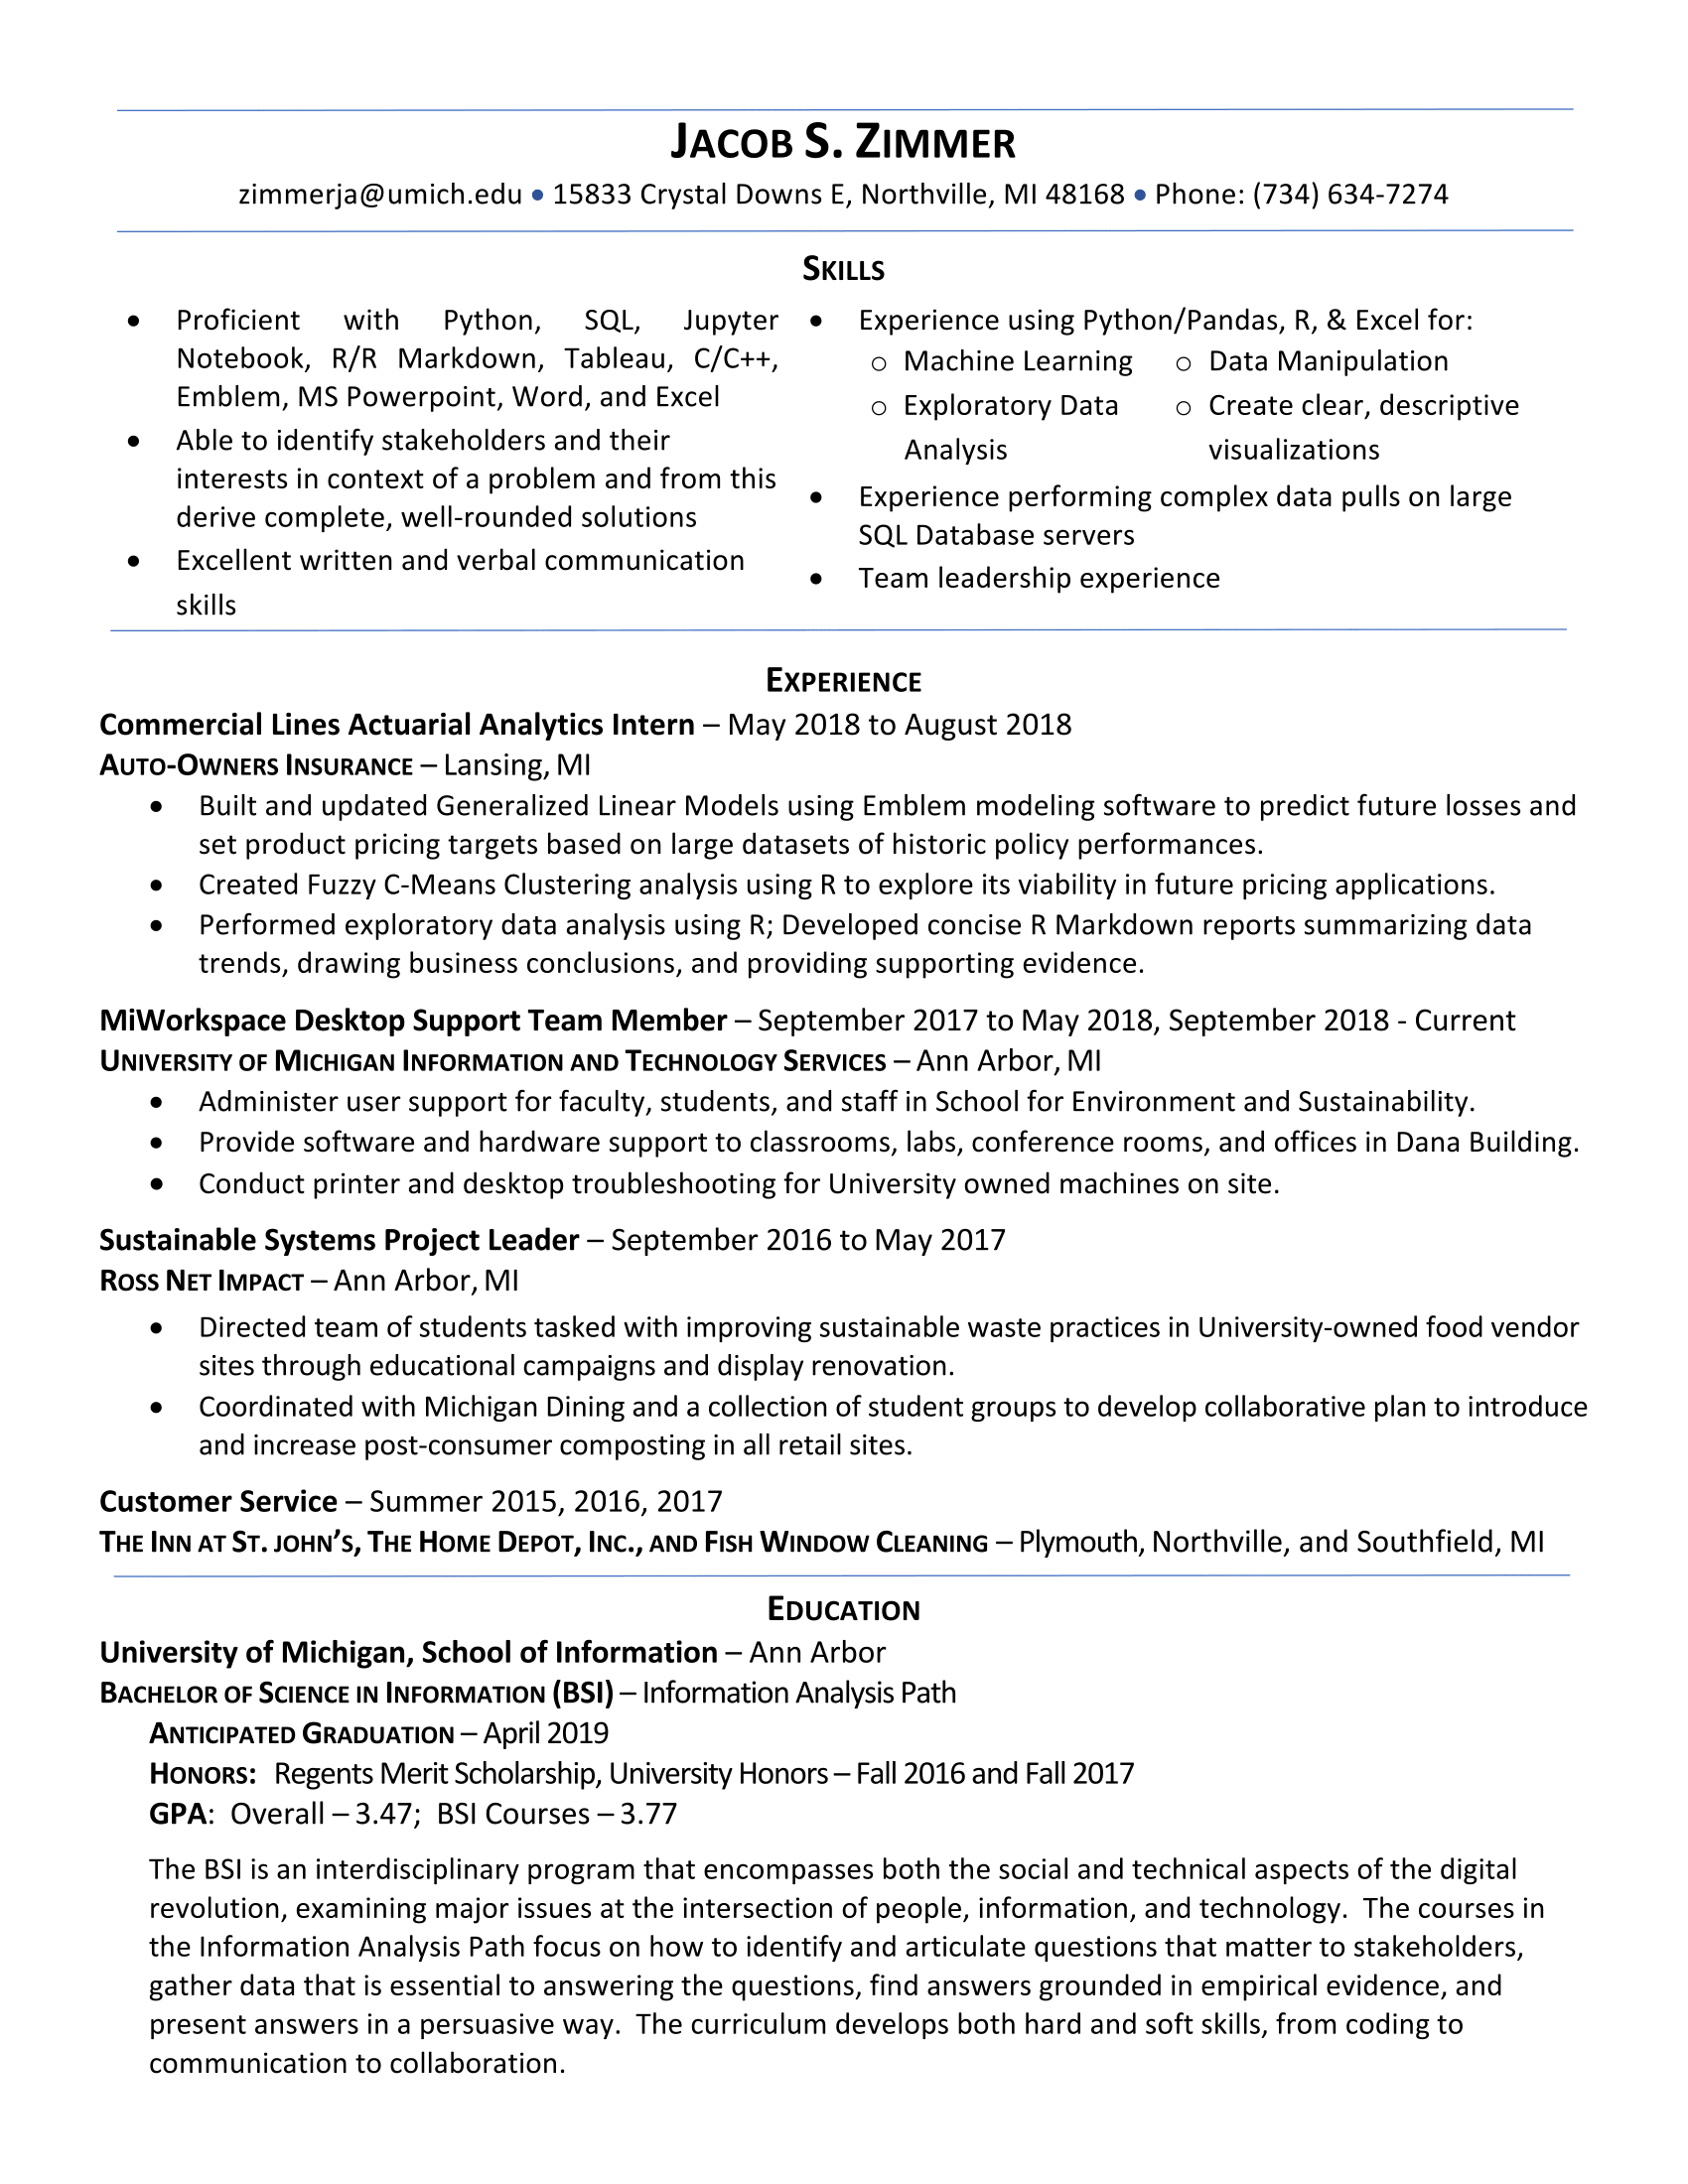 JACOB S. ZIMMER
zimmerja@umich.edu • 15833 Crystal Downs E, Northville, MI 48168 • Phone: (734) 634-7274
SKILLS
• Proficient with Python, SQL, Jupyter
Notebook, R/R Markdown, Tableau, C/C++,
Emblem, MS Powerpoint, Word, and Excel
• Able to identify stakeholders and their
interests in context of a problem and from this
derive complete, well-rounded solutions
• Excellent written and verbal communication
skills
• Experience using Python/Pandas, R, & Excel for:
o Machine Learning
o Exploratory Data
Analysis
o Data Manipulation
o Create clear, descriptive
visualizations
• Experience performing complex data pulls on large
SQL Database servers
• Team leadership experience
EXPERIENCE
Commercial Lines Actuarial Analytics Intern – May 2018 to August 2018
AUTO-OWNERS INSURANCE – Lansing, MI
• Built and updated Generalized Linear Models using Emblem modeling software to predict future losses and
set product pricing targets based on large datasets of historic policy performances.
• Created Fuzzy C-Means Clustering analysis using R to explore its viability in future pricing applications.
• Performed exploratory data analysis using R; Developed concise R Markdown reports summarizing data
trends, drawing business conclusions, and providing supporting evidence.
MiWorkspace Desktop Support Team Member – September 2017 to May 2018, September 2018 - Current
UNIVERSITY OF MICHIGAN INFORMATION AND TECHNOLOGY SERVICES – Ann Arbor, MI
• Administer user support for faculty, students, and staff in School for Environment and Sustainability.
• Provide software and hardware support to classrooms, labs, conference rooms, and offices in Dana Building.
• Conduct printer and desktop troubleshooting for University owned machines on site.
Sustainable Systems Project Leader – September 2016 to May 2017
ROSS NET IMPACT – Ann Arbor, MI
• Directed team of students tasked with improving sustainable waste practices in University-owned food vendor
sites through educational campaigns and display renovation.
• Coordinated with Michigan Dining and a collection of student groups to develop collaborative plan to introduce
and increase post-consumer composting in all retail sites.
Customer Service – Summer 2015, 2016, 2017
THE INN AT ST. JOHN'S, THE HOME DEPOT, INC., AND FISH WINDOW CLEANING – Plymouth, Northville, and Southfield, MI
EDUCATION
University of Michigan, School of Information – Ann Arbor
BACHELOR OF SCIENCE IN INFORMATION (BSI) – Information Analysis Path
ANTICIPATED GRADUATION – April 2019
HONORS: Regents Merit Scholarship, University Honors – Fall 2016 and Fall 2017
GPA: Overall – 3.47; BSI Courses – 3.77
The BSI is an interdisciplinary program that encompasses both the social and technical aspects of the digital
revolution, examining major issues at the intersection of people, information, and technology. The courses in
the Information Analysis Path focus on how to identify and articulate questions that matter to stakeholders,
gather data that is essential to answering the questions, find answers grounded in empirical evidence, and
present answers in a persuasive way. The curriculum develops both hard and soft skills, from coding to
communication to collaboration.